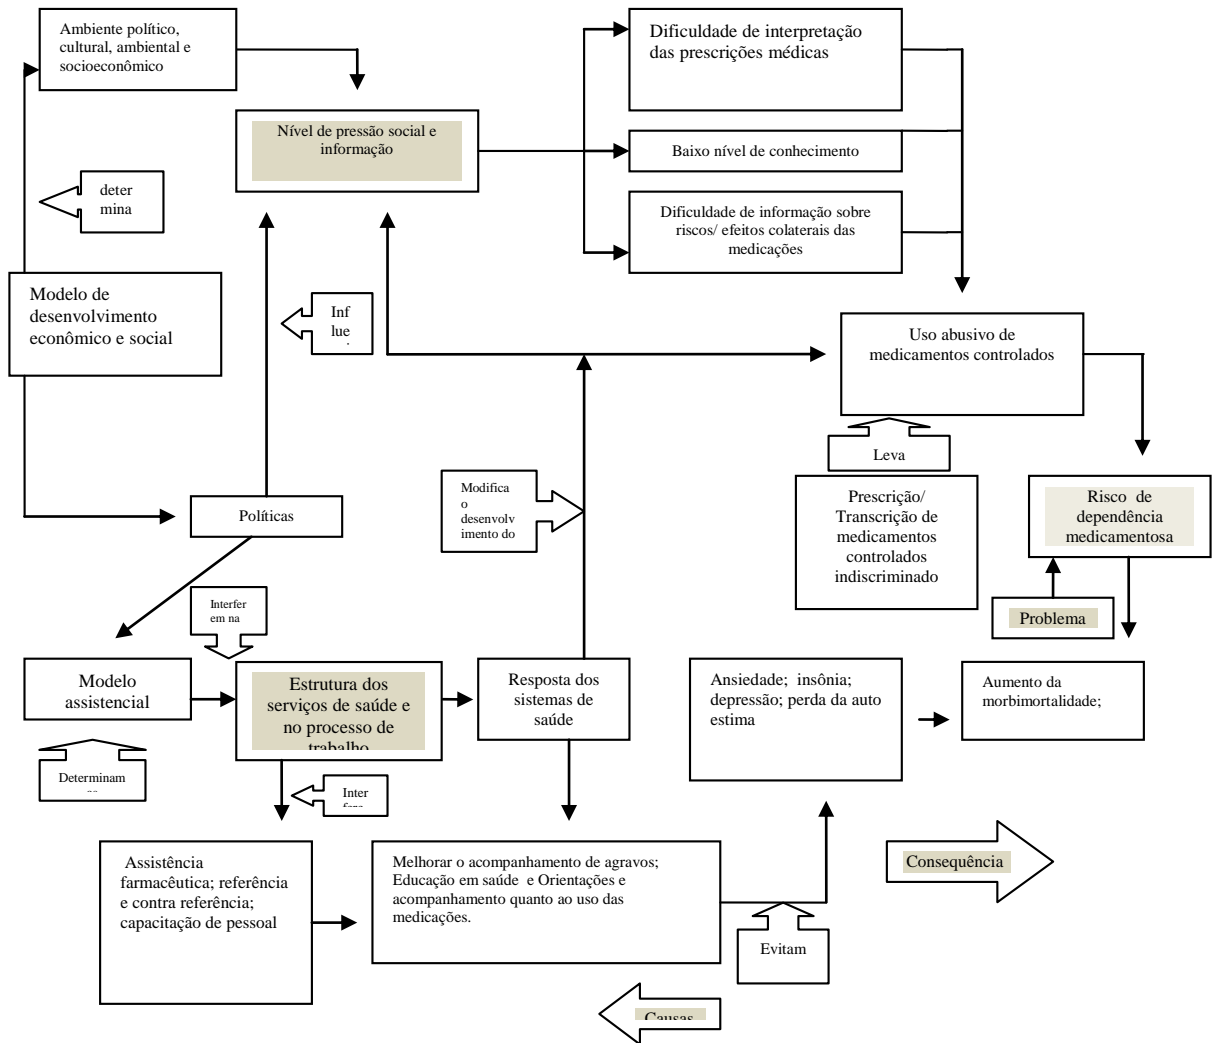 Ambiente político,
cultural, ambiental e
socioeconômico
Dificuldade de interpretação
das prescrições médicas
Nível de pressão social e
informação
Baixo nível de conhecimento
deter
mina
Dificuldade de informação sobre
riscos/ efeitos colaterais das
medicações
Modelo de
desenvolvimento
econômico e social
Inf
lue
Uso abusivo de
medicamentos controlados
Leva
Modifica
o
desenvolv
imento do
Prescrição/
Transcrição de
medicamentos
controlados
indiscriminado
Risco de
dependência
medicamentosa
Políticas
Interfer
em na
Problema
Modelo
assistencial
Estrutura dos
serviços de saúde e
no processo de
trabalho
Resposta dos
sistemas de
saúde
Ansiedade; insônia;
depressão; perda da auto
estima
Aumento da
morbimortalidade;
Determinam
Inter
Assistência
farmacêutica; referência
e contra referência;
capacitação de pessoal
Melhorar o acompanhamento de agravos;
Educação em saúde e Orientações e
acompanhamento quanto ao uso das
medicações.
Consequência
Evitam
Causas